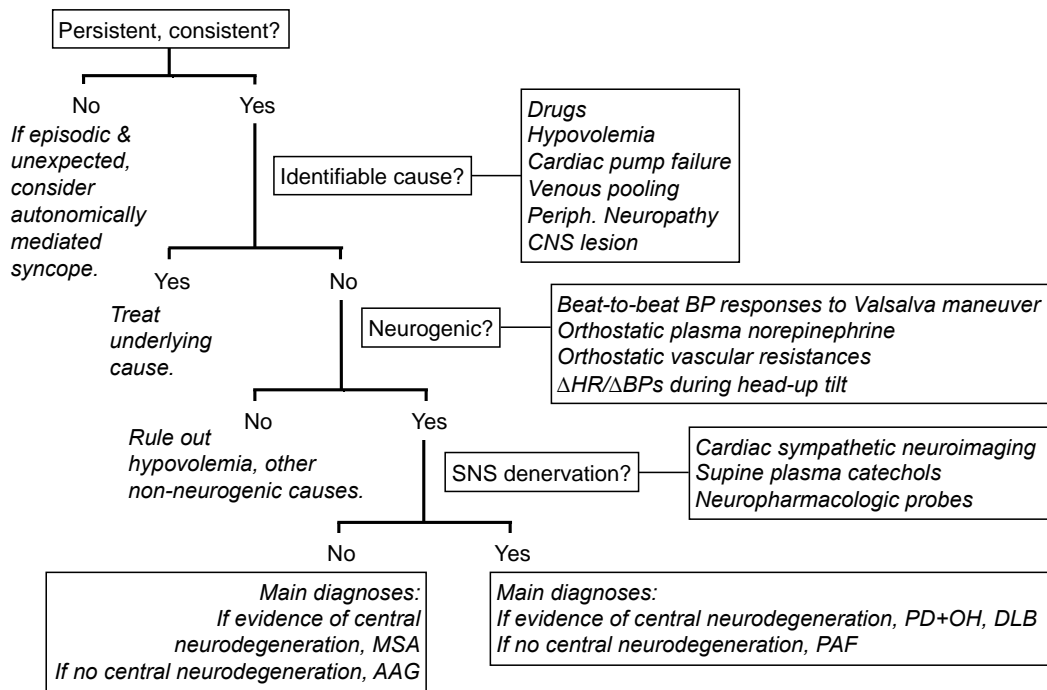 Persistent, consistent?
No
Yes
If episodic &
unexpected,
consider
autonomically
mediated
syncope.
Identifiable cause?
Drugs
Hypovolemia
Cardiac pump failure
Venous pooling
Periph. Neuropathy
CNS lesion
Yes
No
Treat
underlying
cause.
Neurogenic?
Beat-to-beat BP responses to Valsalva maneuver
Orthostatic plasma norepinephrine
Orthostatic vascular resistances
∆HR/∆BPs during head-up tilt
No
Yes
Rule out
hypovolemia, other
non-neurogenic causes.
SNS denervation?
Cardiac sympathetic neuroimaging
Supine plasma catechols
Neuropharmacologic probes
No
Yes
Main diagnoses:
If evidence of central
neurodegeneration, MSA
If no central neurodegeneration, AAG
Main diagnoses:
If evidence of central neurodegeneration, PD+OH, DLB
If no central neurodegeneration, PAF